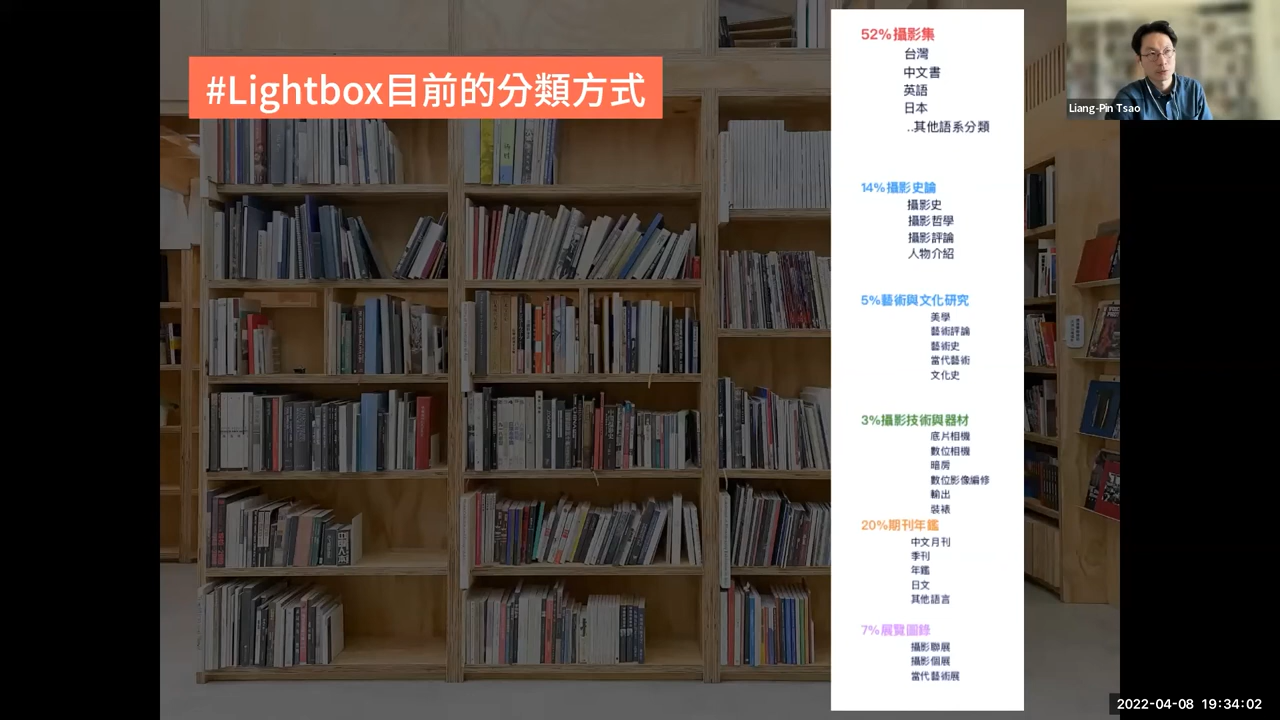 #Lightbox目前的分類方式
52%攝影集
台灣
中文書
英語
日本
..其他語系分類
14%攝影史論
攝影史
攝影哲學
攝影評論
人物介紹
5%藝術與文化研究
美學
藝術評論
藝術史
當代藝術
文化史
3%攝影技術與器材
底片相機
數位相機
暗房
數位影像編修
輸出
裝裱
20%期刊年鑑
中文月刊
季刊
年鑑
日文
其他語言
7%展覽圖錄
攝影聯展
攝影個展
當代藝術展
Liang-Pin Tsao
2022-04-08 19:34:02